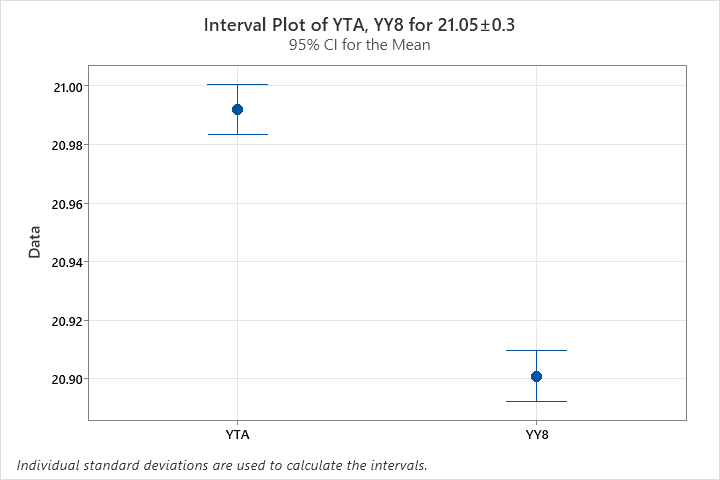 Interval Plot of YTA, YY8 for 21.05±0.3
95% CI for the Mean
21.00
20.98
20.96
20.94
20.92
20.90
Data
YTA YY8
Individual standard deviations are used to calculate the intervals.